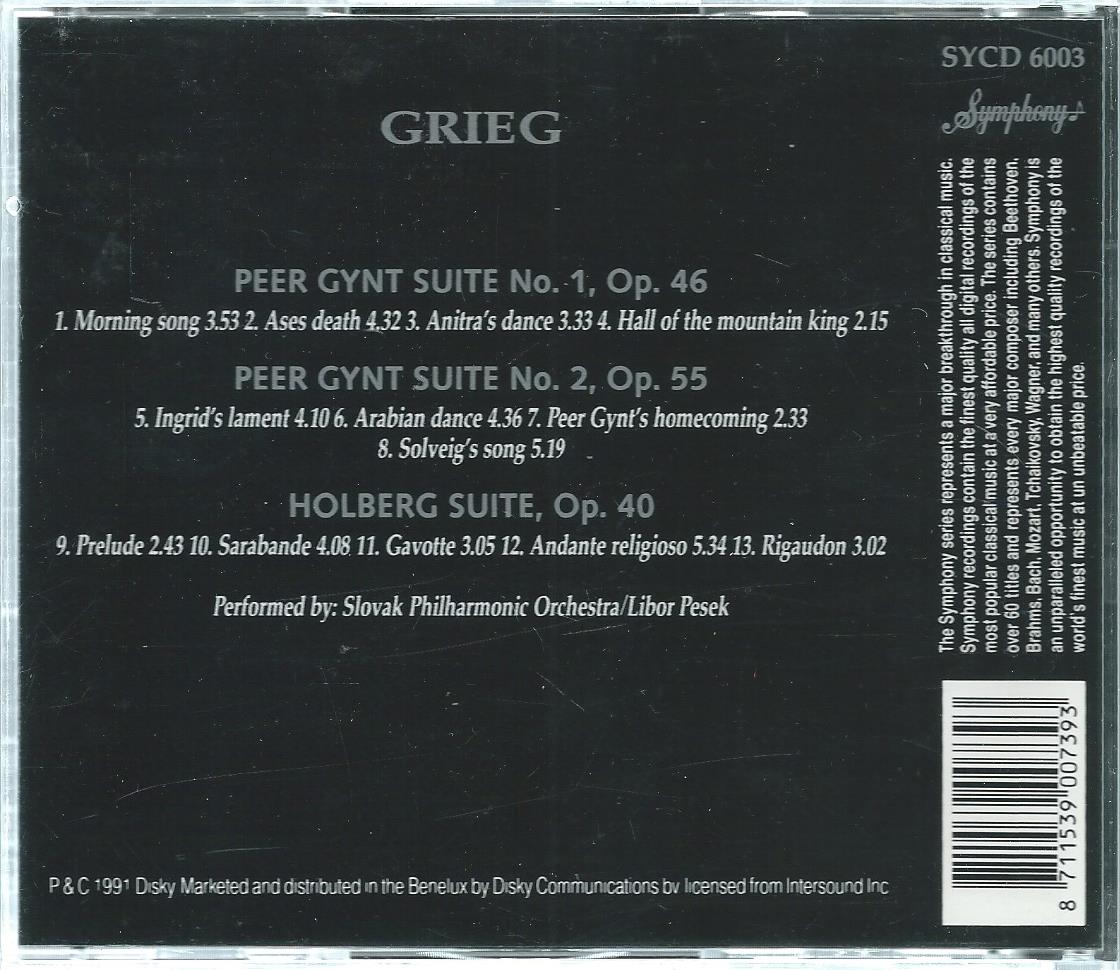 GRIEG
PEER GYNT SUITE No. 1, Op. 46
1. Morning song 3.53 2. Ases death 4.32 3. Anitra's dance 3.33 4. Hall of the mountain king 2.15
PEER GYNT SUITE No. 2, Op. 55
5. Ingrid's lament 4.10 6. Arabian dance 4.36 7. Peer Gynt's homecoming 2.33
8. Solveig's song 5.19
HOLBERG SUITE, Op. 40
9. Prelude 2.43 10. Sarabande 4.08 11. Gavotte 3.05 12. Andante religioso 5.34 13. Rigaudon 3.02
Performed by: Slovak Philharmonic Orchestra/Libor Pesek
P & C 1991 Disky Marketed and distributed in the Benelux by Disky Communications bv licensed from Intersound Inc
SYCD 6003
Symphony
The Symphony series represents a major breakthrough in classical music.
Symphony recordings contain the finest quality all digital recordings of the
most popular classical music at a very affordable price. The series contains
over 60 titles and represents every major composer including Beethoven,
Brahms, Bach, Mozart, Tchaikovsky, Wagner, and many others. Symphony is
an unparalleled opportunity to obtain the highest quality recordings of the
world's finest music at un unbeatable price.
8 711539 007393